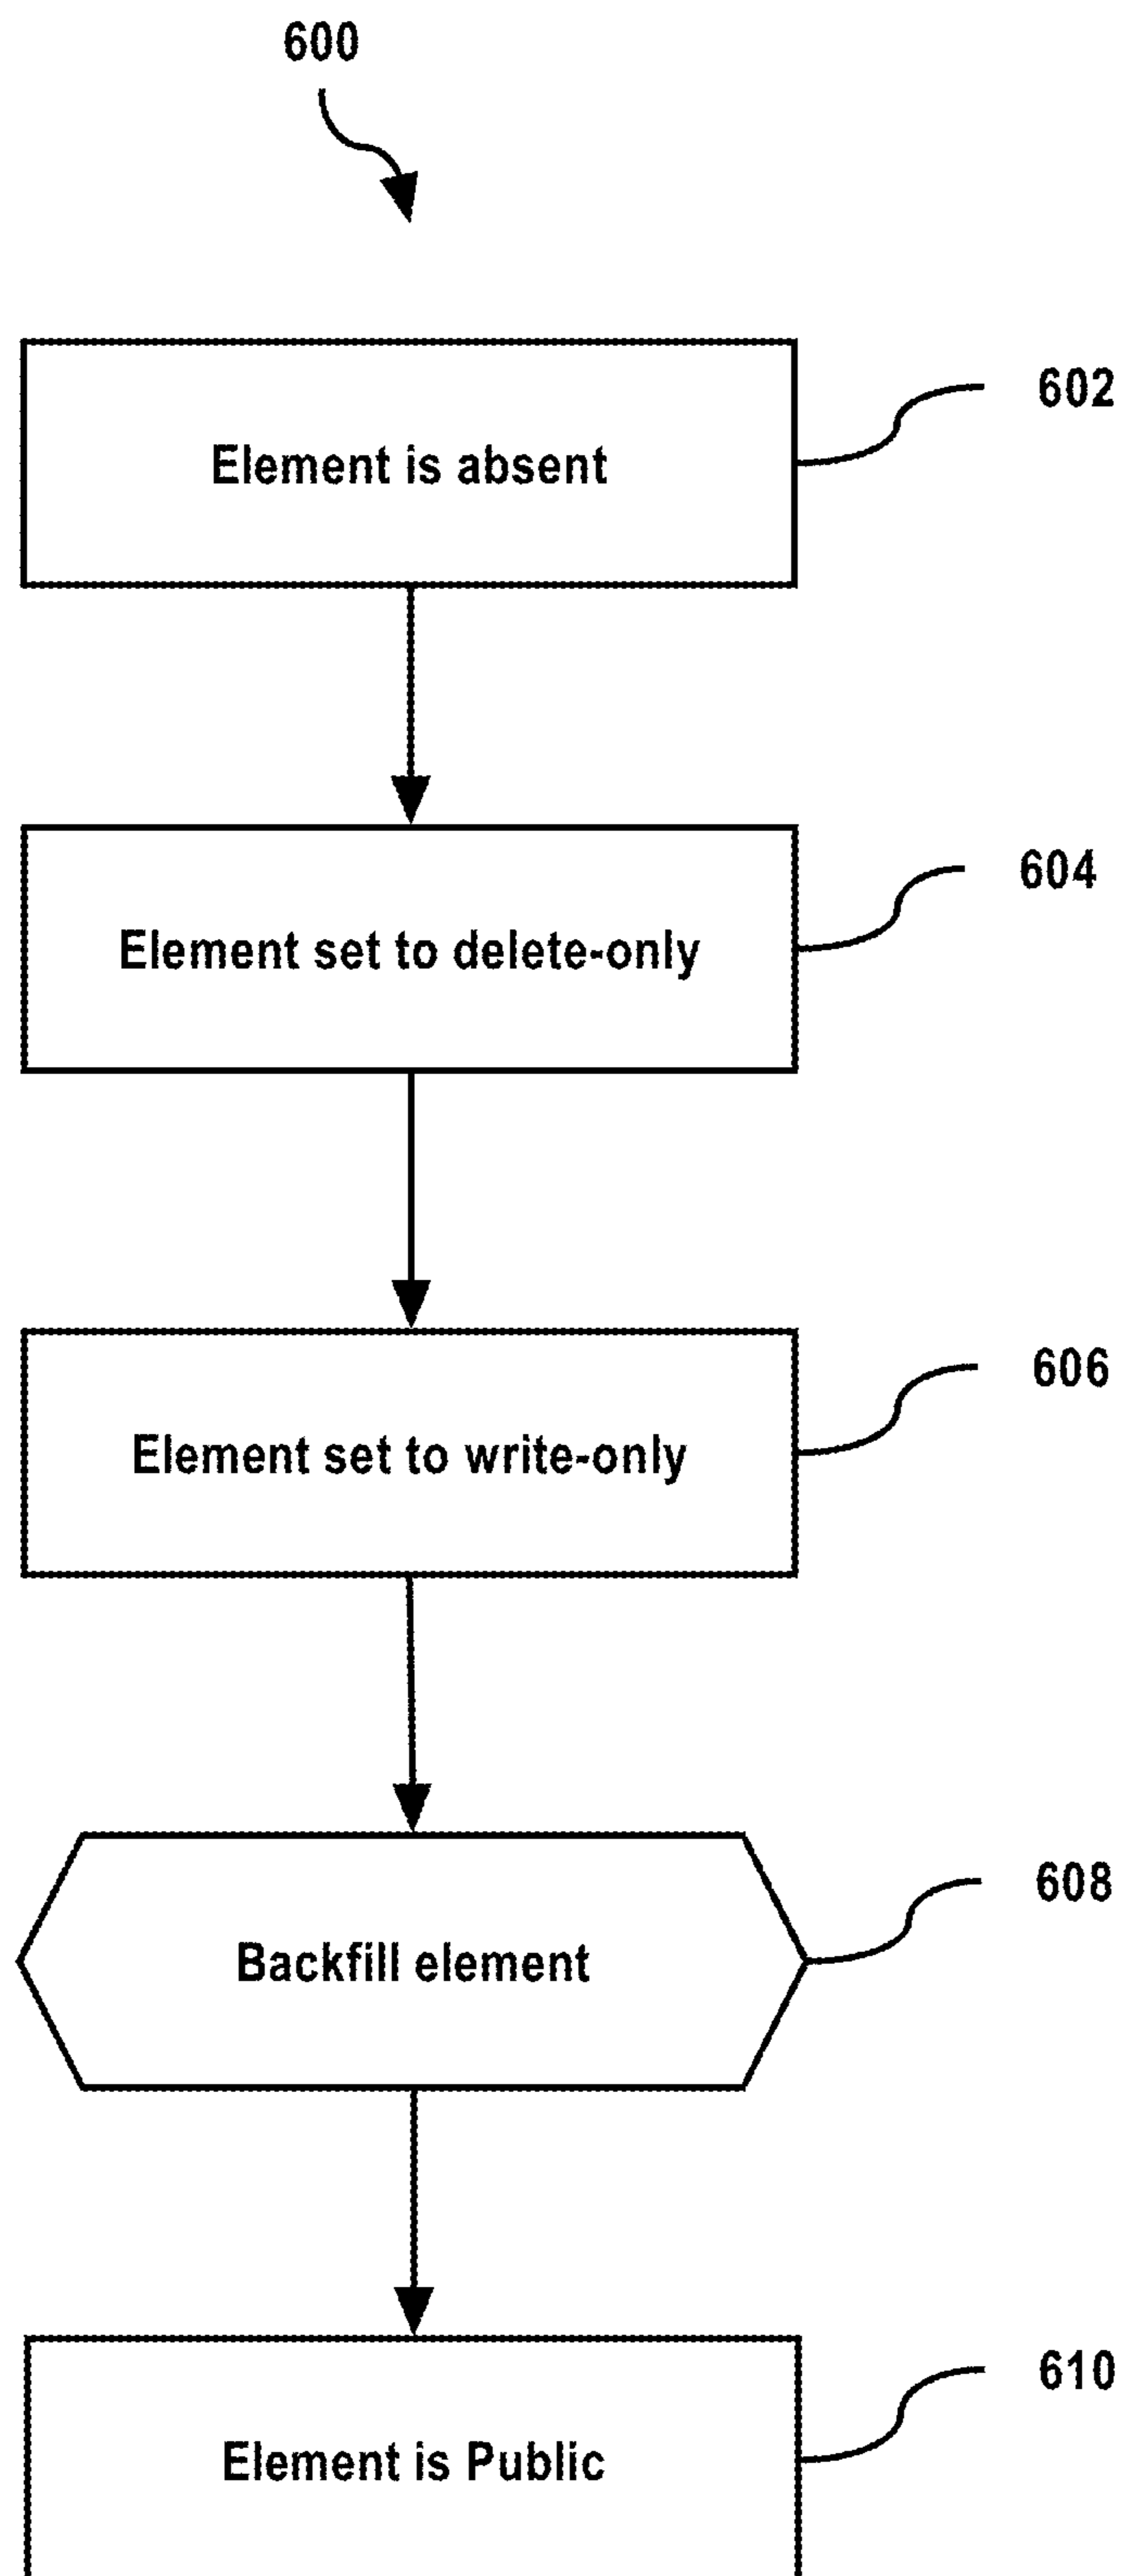 600
Element is absent
602
Element set to delete-only
604
Element set to write-only
606
Backfill element
608
Element is Public
610